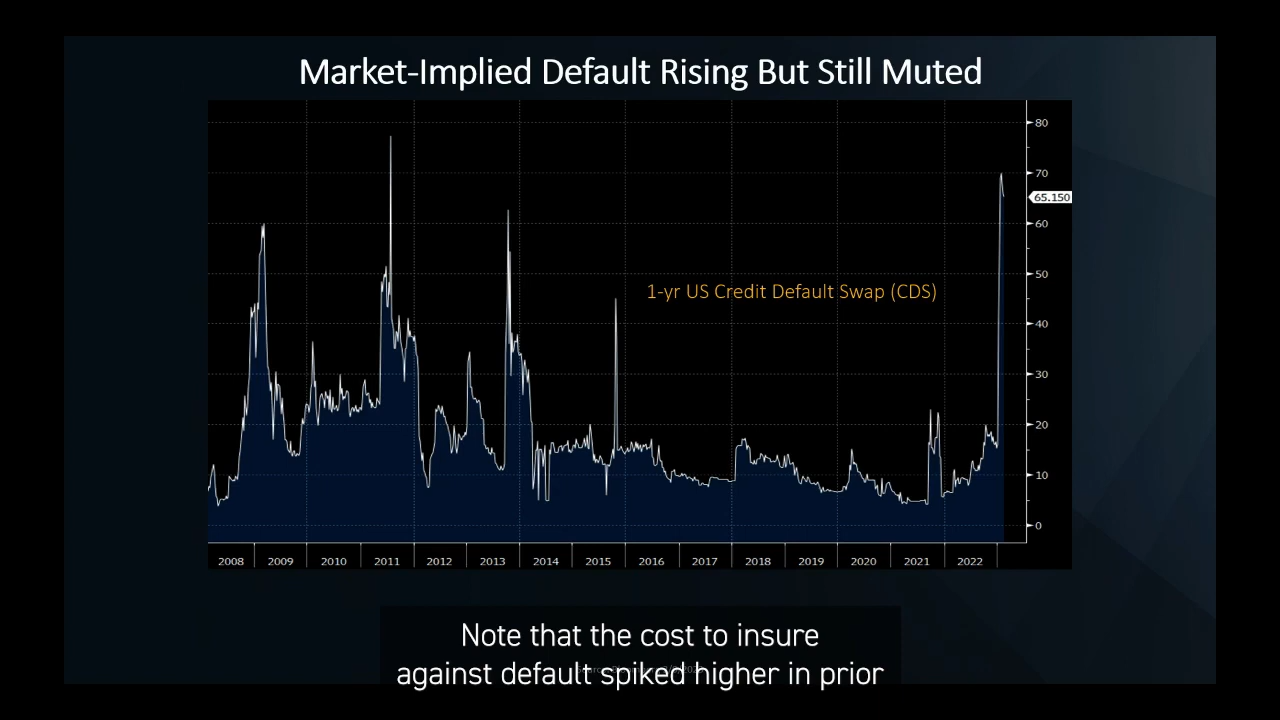 Market-Implied Default Rising But Still Muted
80
70
65.150
60
50
1-yr US Credit Default Swap (CDS)
40
30
20
10
0
2008 2009 2010 2011 2012 2013 2014 2015 2016 2017 2018 2019 2020 2021 2022
Note that the cost to insure
against default spiked higher in prior